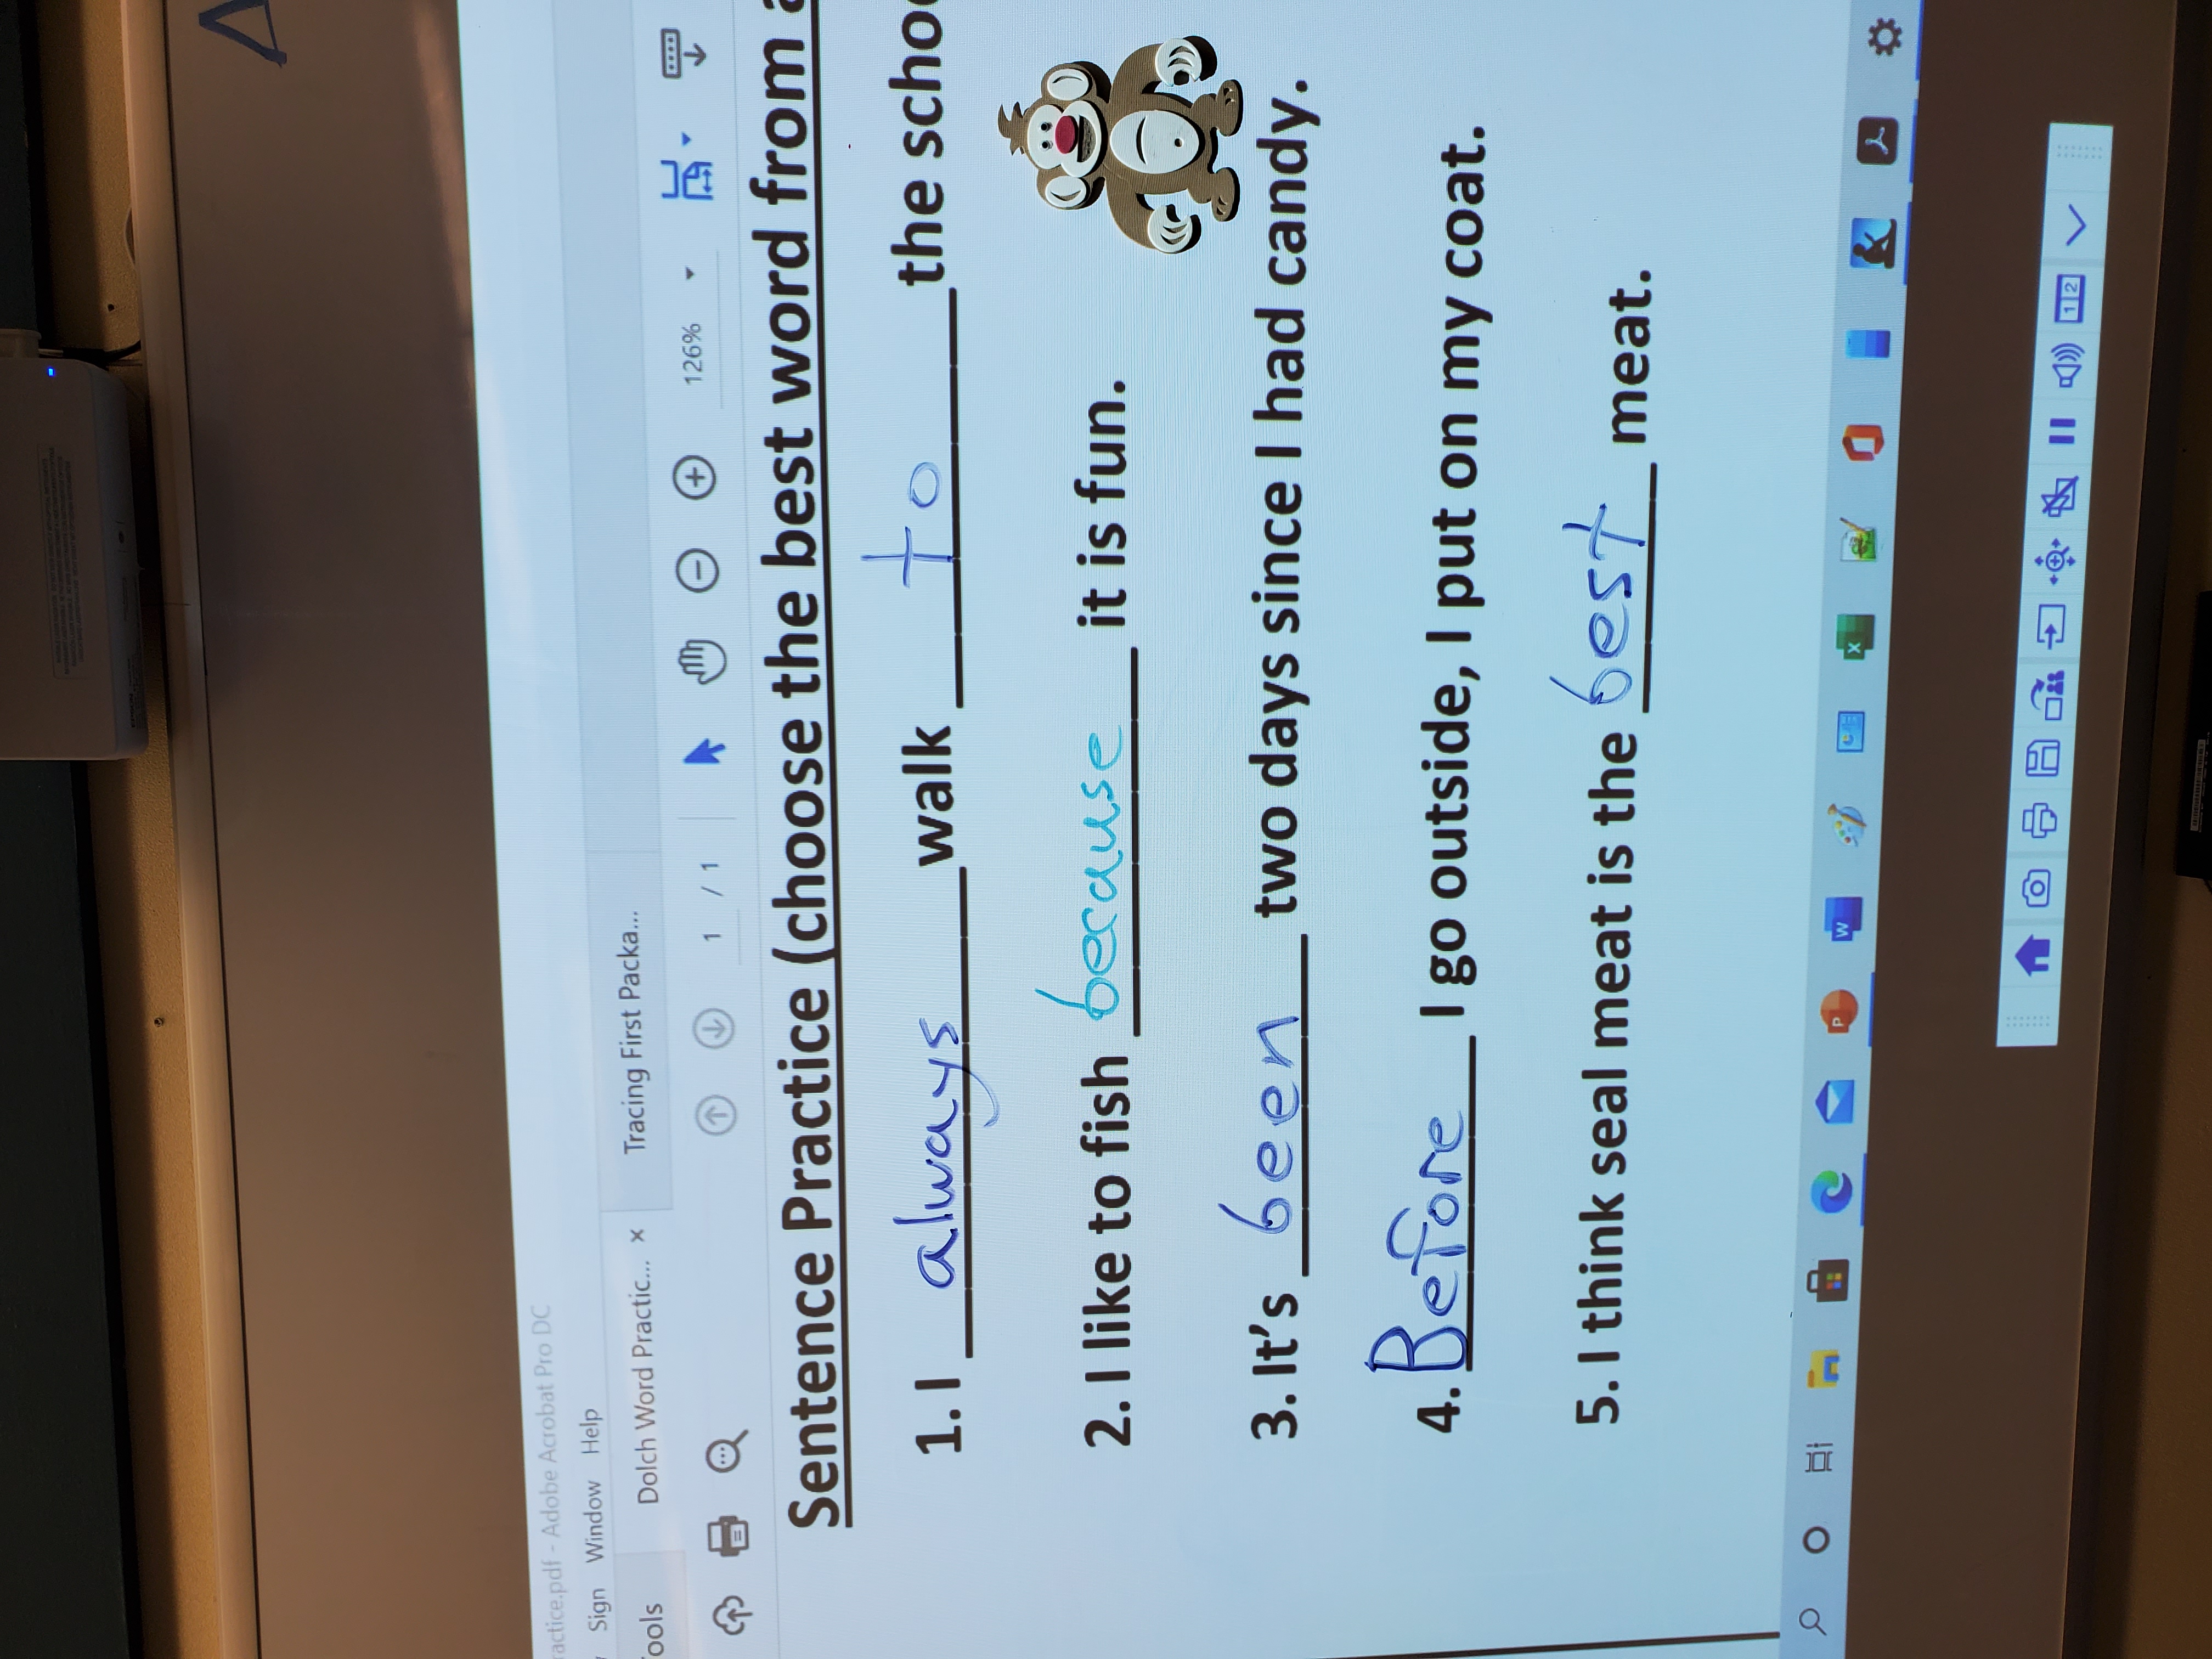 EPSON
ractice.pdf - Adobe Acrobat Pro DC
Sign Window Help
ools Dolch Word Practic... × Tracing First Packa...
1 / 1 126%
Sentence Practice (choose the best word from a
1. I always walk to the schoo
2. I like to fish because it is fun.
3. It's been two days since I had candy.
4. Before I go outside, I put on my coat.
5. I think seal meat is the best meat.
1 2